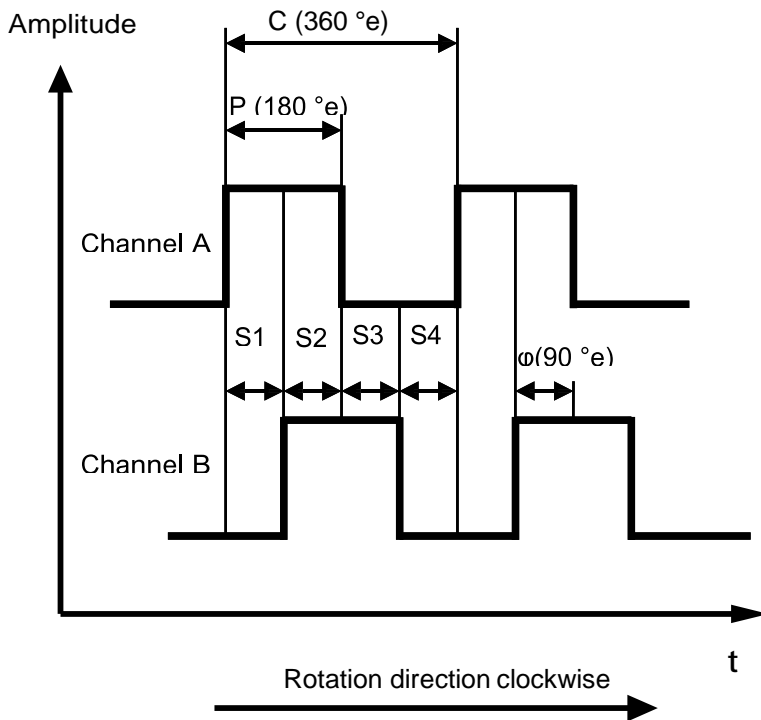 Amplitude
C (360 °e)
P (180 °e)
Channel A
S1 S2 S3 S4
φ(90 °e)
Channel B
t
Rotation direction clockwise